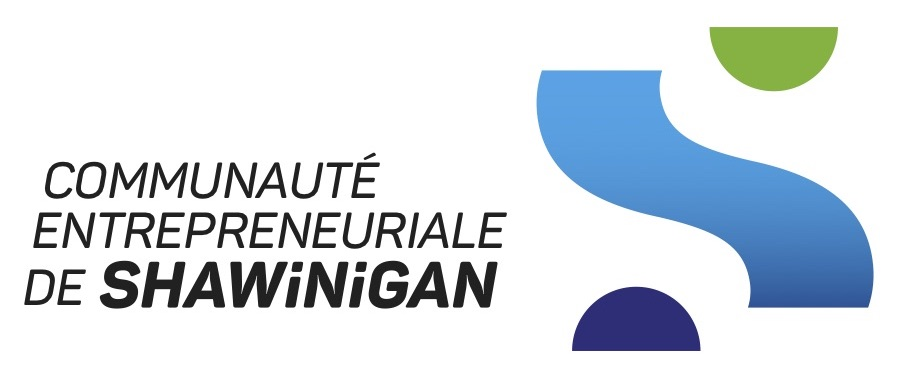 COMMUNAUTÉ
ENTREPRENEURIALE
DE SHAWiNiGAN